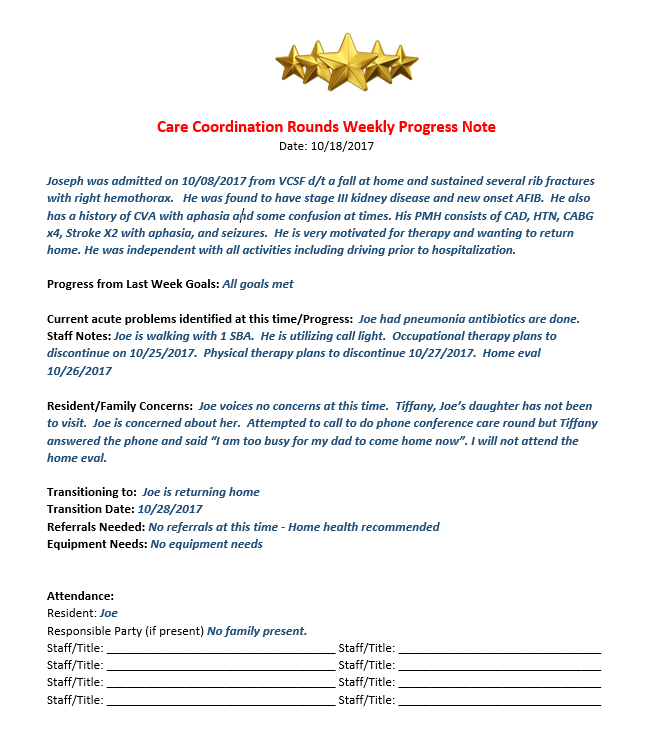 Care Coordination Rounds Weekly Progress Note
Date: 10/18/2017
Joseph was admitted on 10/08/2017 from VCSF d/t a fall at home and sustained several rib fractures
with right hemothorax.   He was found to have stage III kidney disease and new onset AFIB.  He also
has a history of CVA with aphasia and some confusion at times. His PMH consists of CAD, HTN, CABG
x4, Stroke X2 with aphasia, and seizures.  He is very motivated for therapy and wanting to return
home. He was independent with all activities including driving prior to hospitalization.
Progress from Last Week Goals: All goals met
Current acute problems identified at this time/Progress:  Joe had pneumonia antibiotics are done.
Staff Notes: Joe is walking with 1 SBA.  He is utilizing call light.  Occupational therapy plans to
discontinue on 10/25/2017.  Physical therapy plans to discontinue 10/27/2017.  Home eval
10/26/2017
Resident/Family Concerns:  Joe voices no concerns at this time.  Tiffany, Joe's daughter has not been
to visit.  Joe is concerned about her.  Attempted to call to do phone conference care round but Tiffany
answered the phone and said "I am too busy for my dad to come home now". I will not attend the
home eval.
Transitioning to:  Joe is returning home
Transition Date: 10/28/2017
Referrals Needed: No referrals at this time - Home health recommended
Equipment Needs: No equipment needs
Attendance:
Resident: Joe
Responsible Party (if present) No family present.
Staff/Title: ____________________________________ Staff/Title: ________________________________
Staff/Title: ____________________________________ Staff/Title: ________________________________
Staff/Title: ____________________________________ Staff/Title: ________________________________
Staff/Title: ____________________________________ Staff/Title: ________________________________